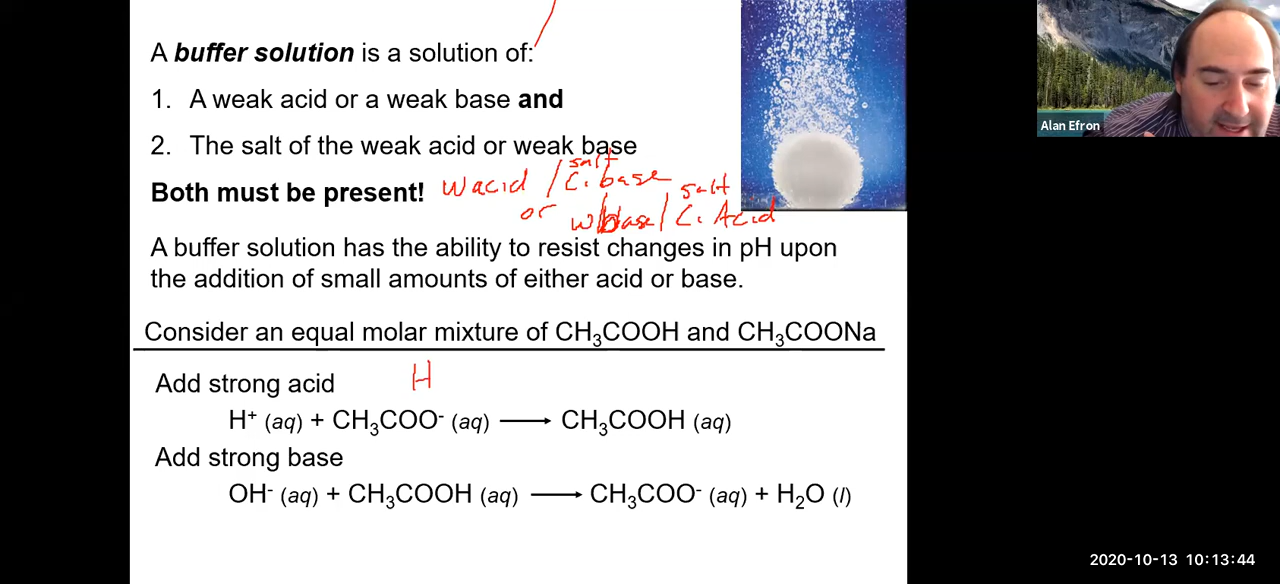 A buffer solution is a solution of:
1. A weak acid or a weak base and
2. The salt of the weak acid or weak base
Both must be present! w acid / C. base salt
or w/base / C. Acid salt
A buffer solution has the ability to resist changes in pH upon
the addition of small amounts of either acid or base.
Consider an equal molar mixture of CH₃COOH and CH₃COONa
Add strong acid H
H⁺ (aq) + CH₃COO⁻ (aq) ⟶ CH₃COOH (aq)
Add strong base
OH⁻ (aq) + CH₃COOH (aq) ⟶ CH₃COO⁻ (aq) + H₂O (l)
Alan Efron
2020-10-13 10:13:44